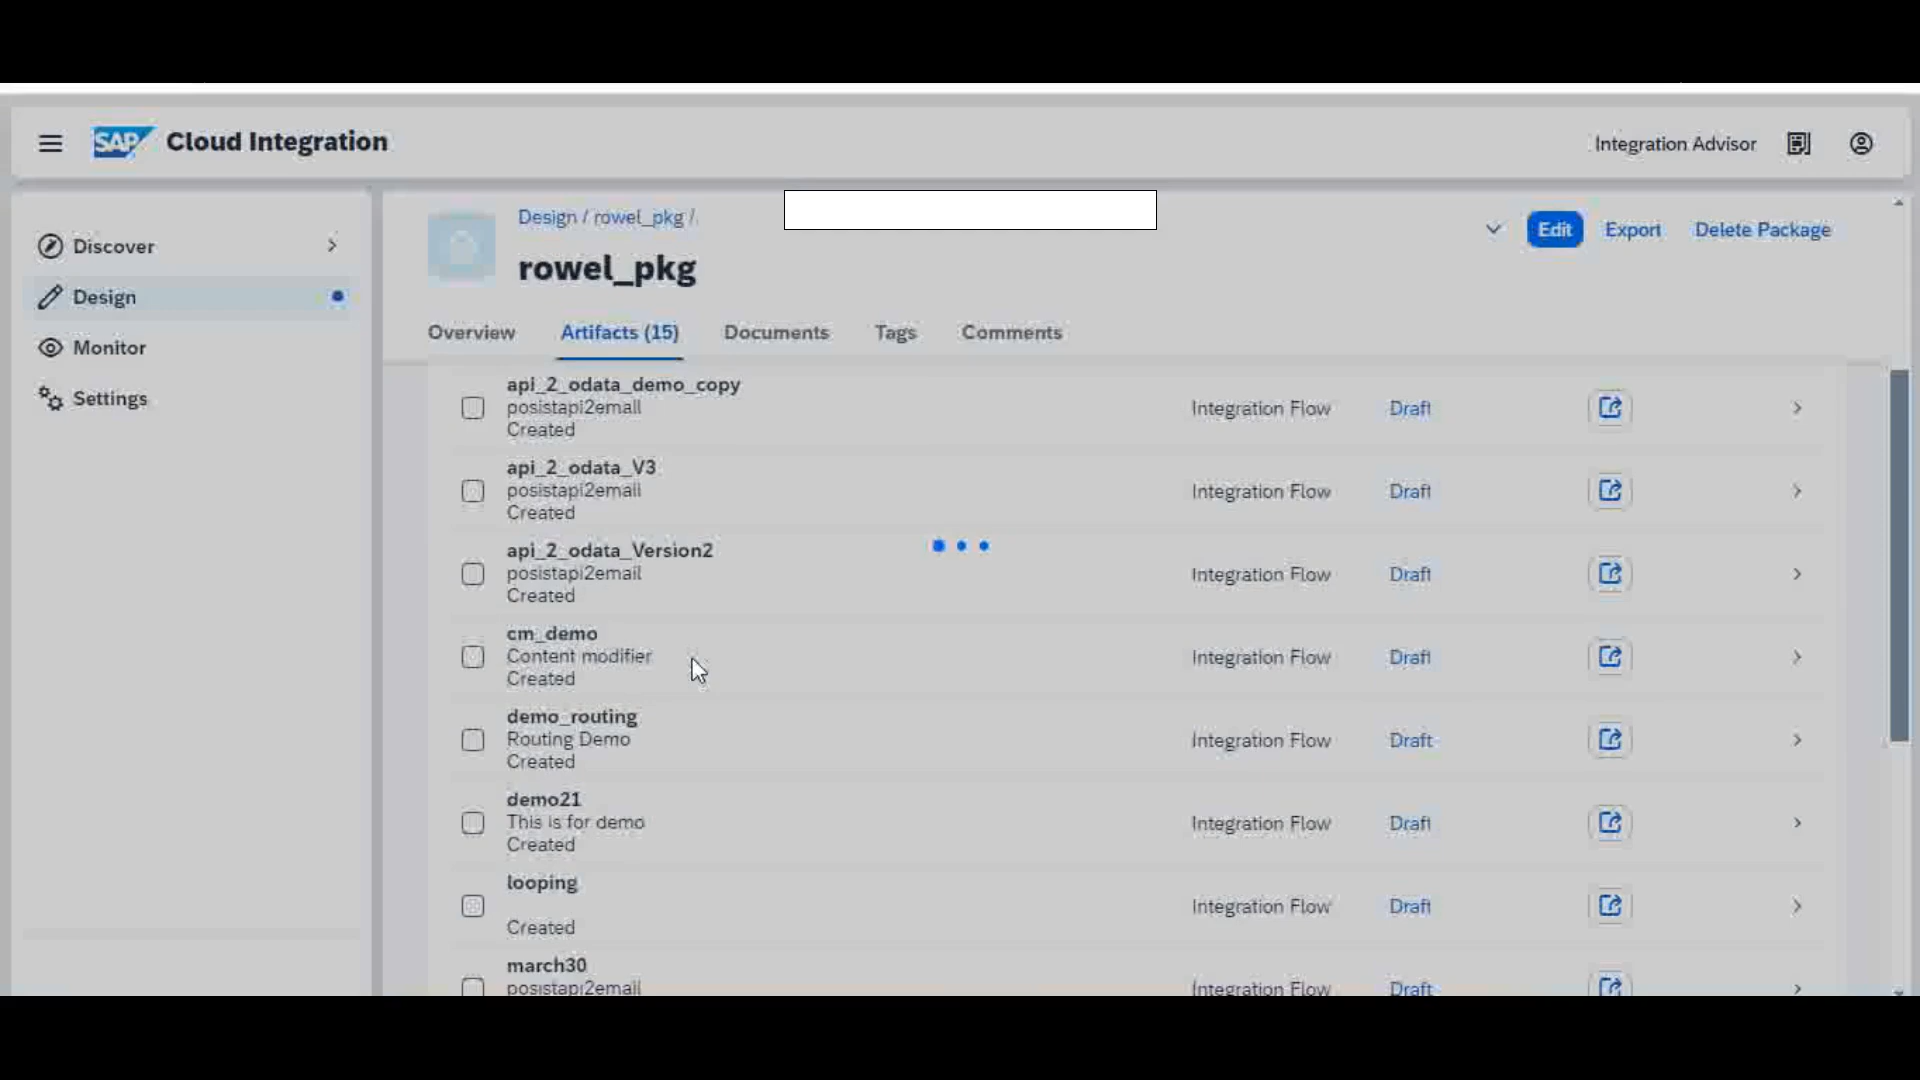 SAP Cloud Integration
Integration Advisor
Discover
Design
Monitor
Settings
Design / rowel_pkg /
rowel_pkg
Edit
Export
Delete Package
Overview
Artifacts (15)
Documents
Tags
Comments
api_2_odata_demo_copy
posistapi2email
Created
Integration Flow
Draft
api_2_odata_V3
posistapi2email
Created
Integration Flow
Draft
api_2_odata_Version2
posistapi2email
Created
Integration Flow
Draft
cm_demo
Content modifier
Created
Integration Flow
Draft
demo_routing
Routing Demo
Created
Integration Flow
Draft
demo21
This is for demo
Created
Integration Flow
Draft
looping
Created
Integration Flow
Draft
march30
posistapi2email
Integration Flow
Draft